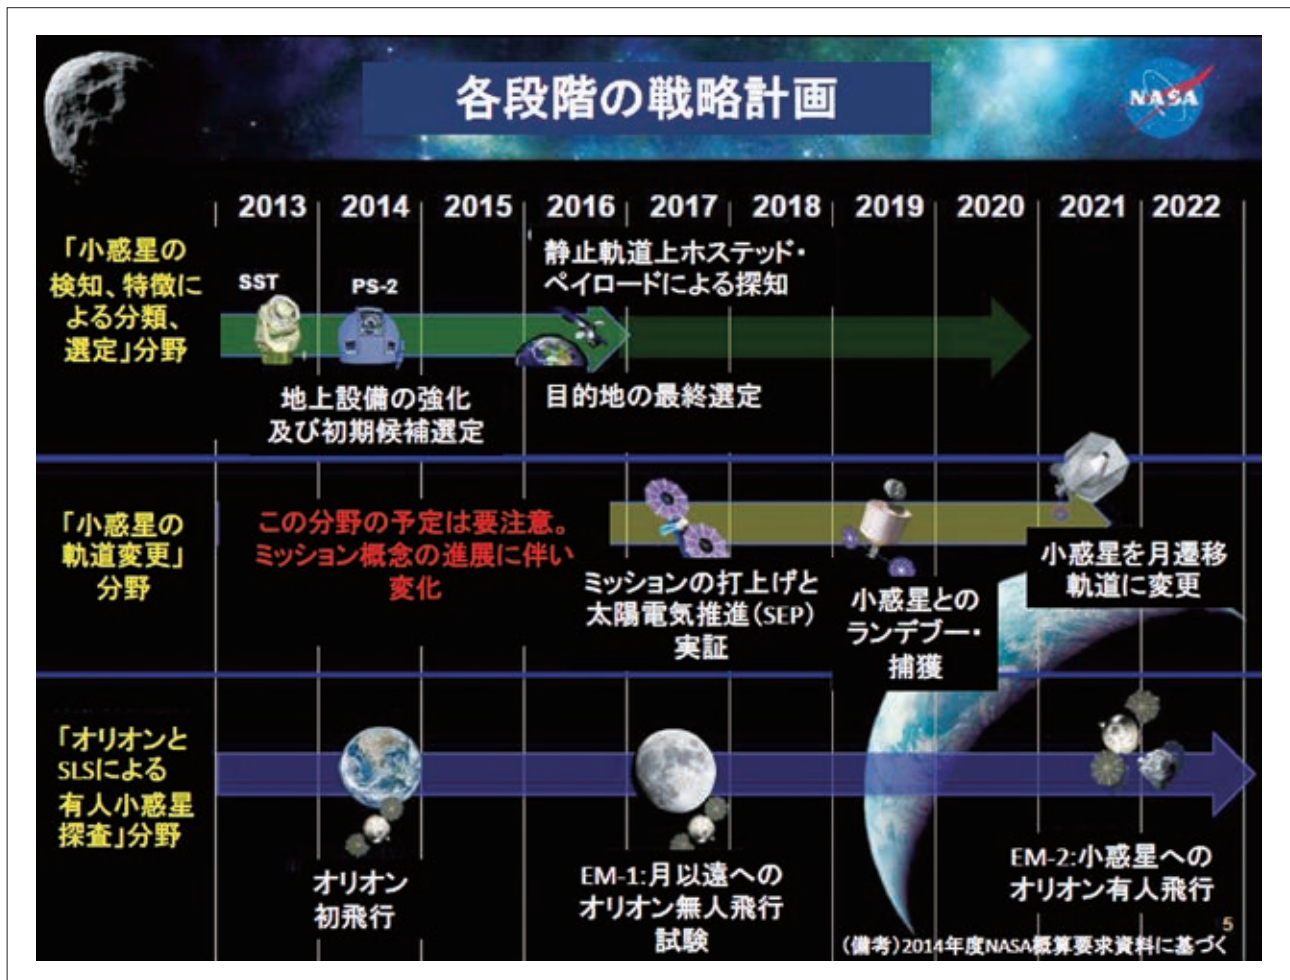 各段階の戦略計画
NASA
2013 2014 2015 2016 2017 2018 2019 2020 2021 2022
「小惑星の
検知、特徴に
よる分類、
選定」分野
SST
PS-2
静止軌道上ホステッド・
ペイロードによる探知
地上設備の強化
及び初期候補選定
目的地の最終選定
「小惑星の
軌道変更」
分野
この分野の予定は要注意。
ミッション概念の進展に伴い
変化
ミッションの打上げと
太陽電気推進(SEP)
実証
小惑星との
ランデブー・
捕獲
小惑星を月遷移
軌道に変更
「オリオンと
SLSによる
有人小惑星
探査」分野
オリオン
初飛行
EM-1:月以遠への
オリオン無人飛行
試験
EM-2:小惑星への
オリオン有人飛行
5
(備考)2014年度NASA概算要求資料に基づく